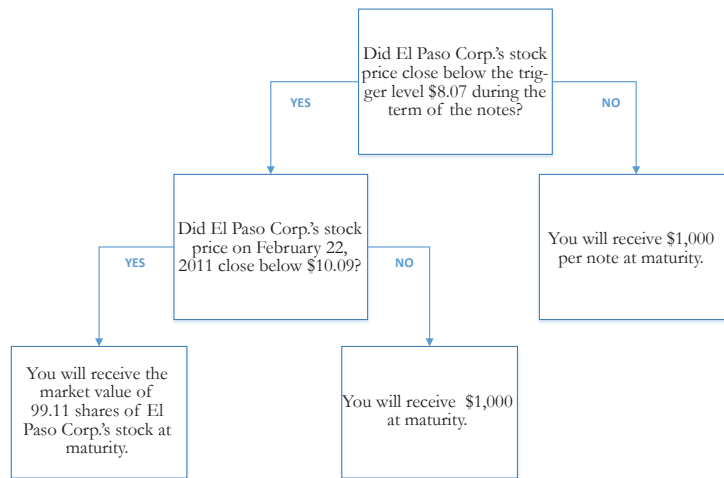 Did El Paso Corp.'s stock
price close below the trig-
ger level $8.07 during the
term of the notes?
YES
NO
Did El Paso Corp.'s stock
price on February 22,
2011 close below $10.09?
You will receive $1,000
per note at maturity.
YES
NO
You will receive the
market value of
99.11 shares of El
Paso Corp.'s stock at
maturity.
You will receive $1,000
at maturity.